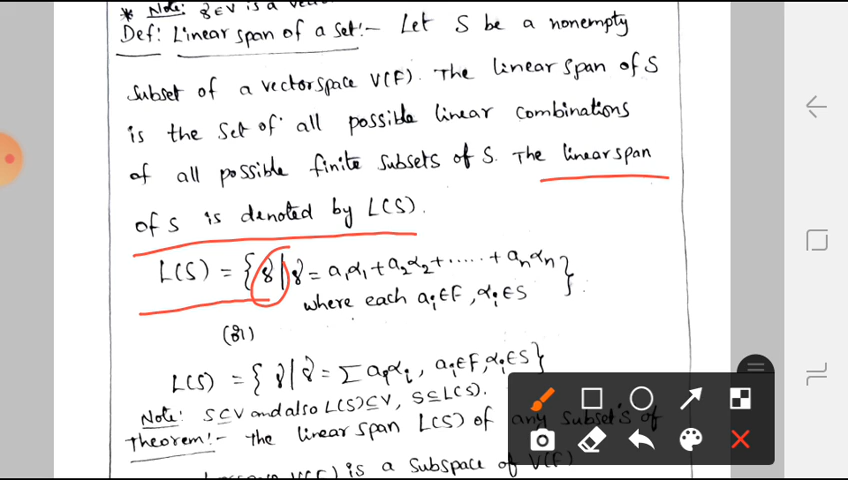 * Note: γ∈V is a
Def: Linear span of a set:- Let S be a nonempty
subset of a vectorspace V(F). The linear span of S
is the set of all possible linear combinations
of all possible finite subsets of S. The linear span
of S is denoted by L(S).
L(S) = {γ|γ = a₁α₁+a₂α₂+.....+aₙαₙ}
where each aᵢ∈F, αᵢ∈S
(or)
L(S) = {γ|γ = Σaᵢαᵢ, aᵢ∈F, αᵢ∈S}
Note: S⊆V and also L(S)⊆V, S⊆L(S).
Theorem:- The linear span L(S) of any subset S of
V(F) is a subspace of V(F)